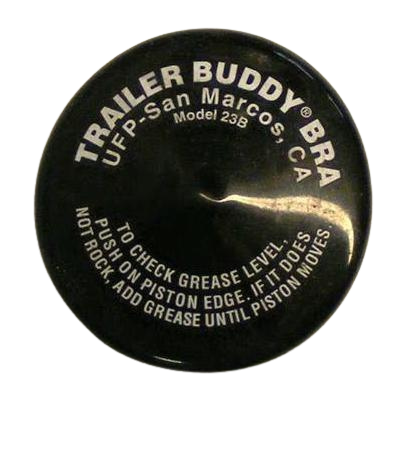 TRAILER BUDDY® BRA
UFP-San Marcos, CA
Model 23B
TO CHECK GREASE LEVEL,
PUSH ON PISTON EDGE. IF IT DOES
NOT ROCK, ADD GREASE UNTIL PISTON MOVES.